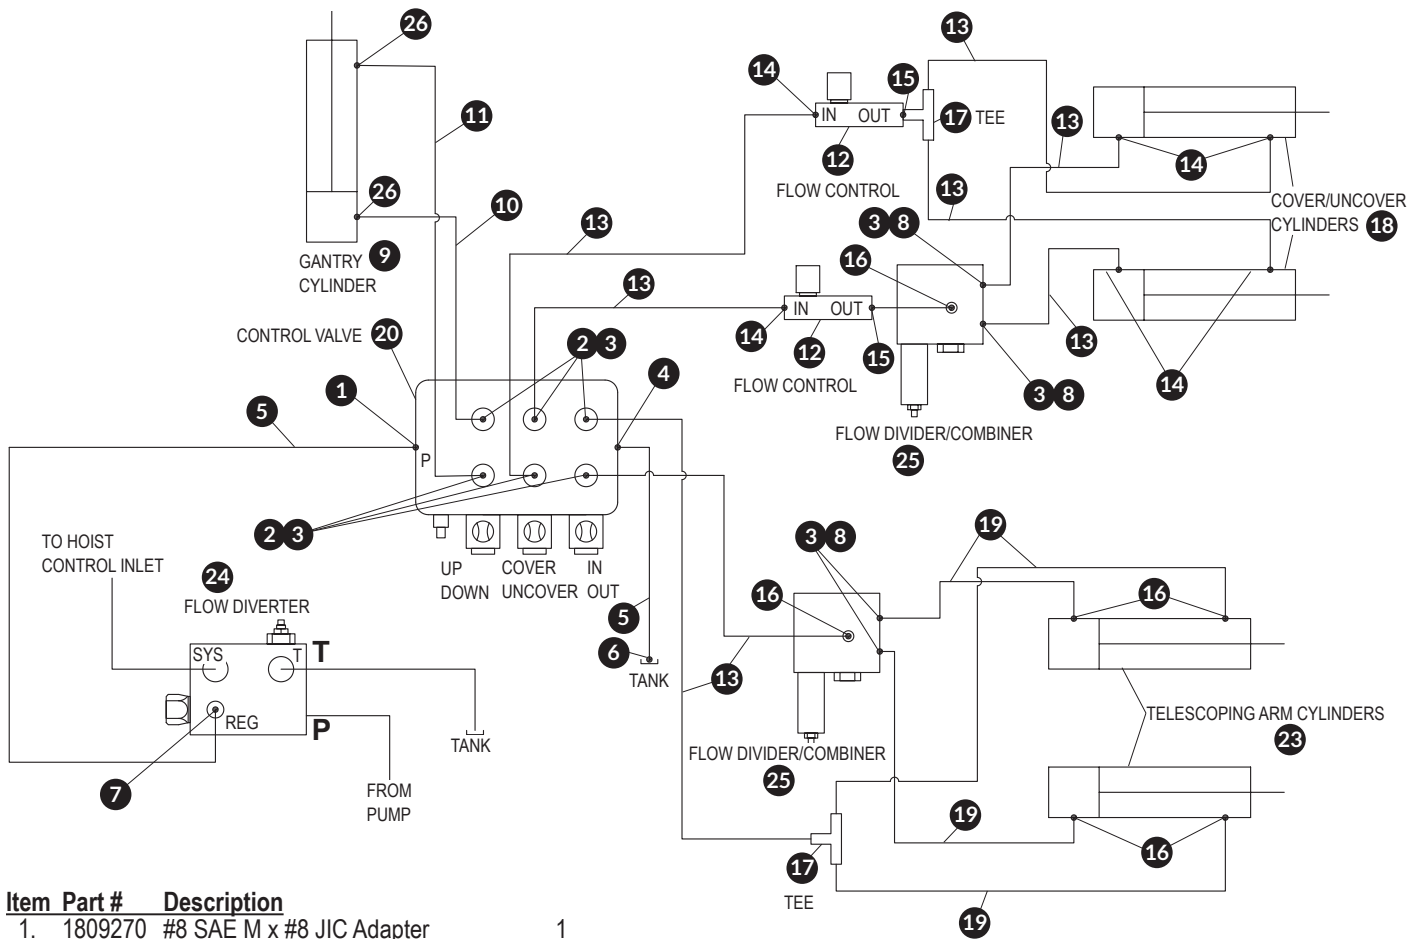 26
13
14
15
11
IN OUT
17 TEE
13
12
14
FLOW CONTROL
26
10
13
COVER/UNCOVER
CYLINDERS 18
13
3 8
GANTRY 9
CYLINDER
16
13
IN OUT
14
12
15
13
CONTROL VALVE 20
2 3
FLOW CONTROL
14
1
4
3 8
5
FLOW DIVIDER/COMBINER
25
P
2 3
TO HOIST
CONTROL INLET
UP
DOWN
COVER
UNCOVER
IN
OUT
3 8
19
24
FLOW DIVERTER
16
16
5
SYS
T
T
6
TANK
13
REG
P
TANK
TELESCOPING ARM CYLINDERS
23
FLOW DIVIDER/COMBINER
25
7
FROM
PUMP
19
16
17
TEE
19
Item Part # Description
1. 1809270 #8 SAE M x #8 JIC Adapter 1